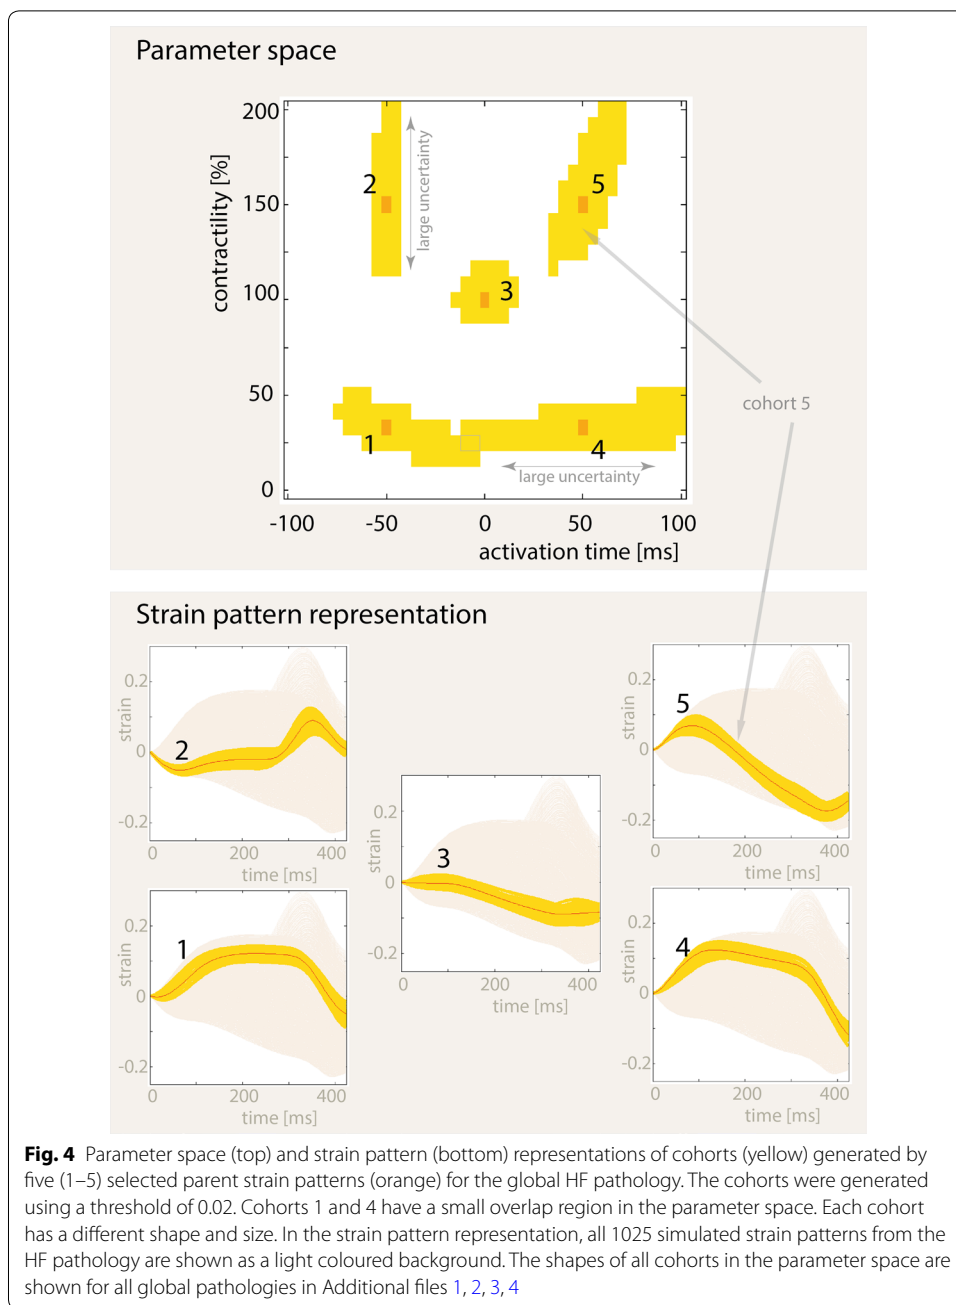 Parameter space
200
150
100
50
0
contractility [%]
-100 -50 0 50 100
activation time [ms]
2
large uncertainty
5
3
1
4
large uncertainty
cohort 5
Strain pattern representation
0.2
0
-0.2
strain
2
0 200 400
time [ms]
0.2
0
-0.2
strain
5
0 200 400
time [ms]
0.2
0
-0.2
strain
3
0 200 400
time [ms]
0.2
0
-0.2
strain
1
0 200 400
time [ms]
0.2
0
-0.2
strain
4
0 200 400
time [ms]
Fig. 4 Parameter space (top) and strain pattern (bottom) representations of cohorts (yellow) generated by
five (1–5) selected parent strain patterns (orange) for the global HF pathology. The cohorts were generated
using a threshold of 0.02. Cohorts 1 and 4 have a small overlap region in the parameter space. Each cohort
has a different shape and size. In the strain pattern representation, all 1025 simulated strain patterns from the
HF pathology are shown as a light coloured background. The shapes of all cohorts in the parameter space are
shown for all global pathologies in Additional files 1, 2, 3, 4